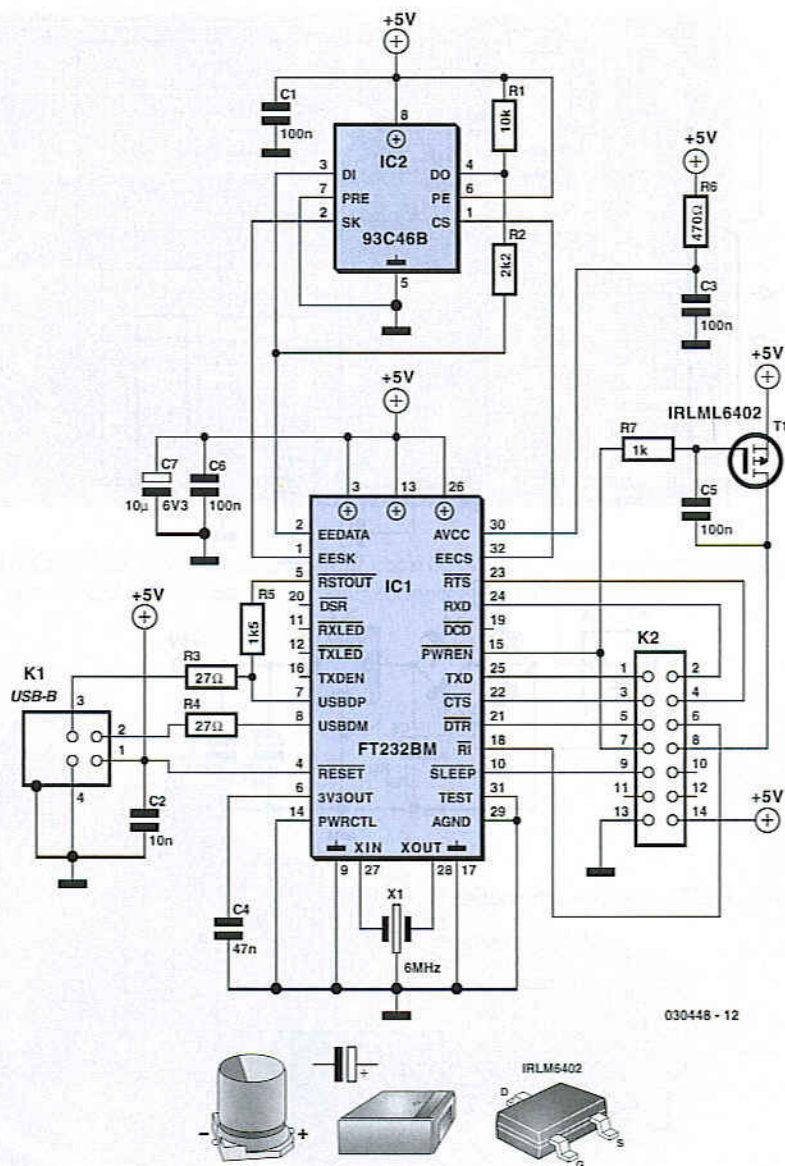 +5V
C1
100n
8
R1
10k
IC2
3
DI
DO
4
7
PRE
PE
6
2
SK
CS
1
93C46B
5
R2
2k2
+5V
R6
470Ω
C3
100n
+5V
IRLML6402
T1
R7
1k
C5
100n
+5V
C7
10µ
6V3
C6
100n
3
13
26
2
EEDATA
AVCC
30
1
EESK
EECS
32
5
RSTOUT
IC1
RTS
23
20
DSR
RXD
24
11
RXLED
DCD
19
12
TXLED
PWREN
15
16
TXDEN
TXD
25
7
USBDP
CTS
22
8
USBDM
DTR
21
FT232BM
RI
18
4
RESET
SLEEP
10
6
3V3OUT
TEST
31
14
PWRCTL
AGND
29
XIN
XOUT
9
27
28
17
R5
1k5
+5V
R3
27Ω
R4
27Ω
K1
USB-B
3
2
1
4
C2
10n
C4
47n
X1
6MHz
K2
1
2
3
4
5
6
7
8
9
10
11
12
13
14
+5V
030448 - 12
+
-
+
IRLM6402
D
S
G